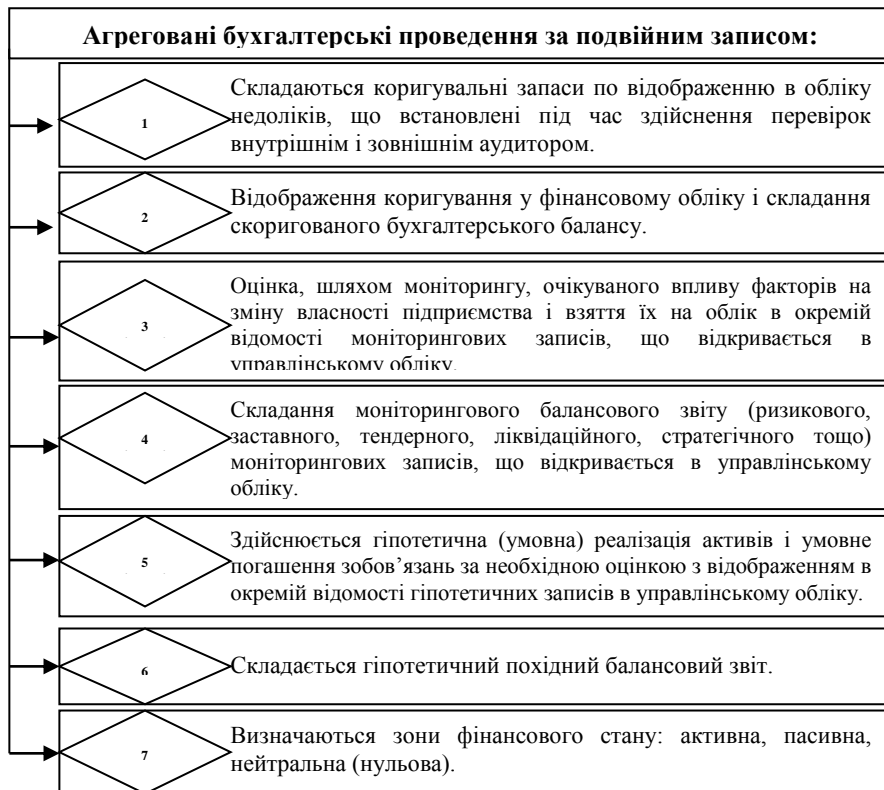 Агреговані бухгалтерські проведення за подвійним записом:
1
Складаються коригувальні запаси по відображенню в обліку
недоліків, що встановлені під час здійснення перевірок
внутрішнім і зовнішнім аудитором.
2
Відображення коригування у фінансовому обліку і складання
скоригованого бухгалтерського балансу.
3
Оцінка, шляхом моніторингу, очікуваного впливу факторів на
зміну власності підприємства і взяття їх на облік в окремій
відомості моніторингових записів, що відкривається в
управлінському обліку.
4
Складання моніторингового балансового звіту (ризикового,
заставного, тендерного, ліквідаційного, стратегічного тощо)
моніторингових записів, що відкривається в управлінському
обліку.
5
Здійснюється гіпотетична (умовна) реалізація активів і умовне
погашення зобов’язань за необхідною оцінкою з відображенням в
окремій відомості гіпотетичних записів в управлінському обліку.
6
Складається гіпотетичний похідний балансовий звіт.
7
Визначаються зони фінансового стану: активна, пасивна,
нейтральна (нульова).